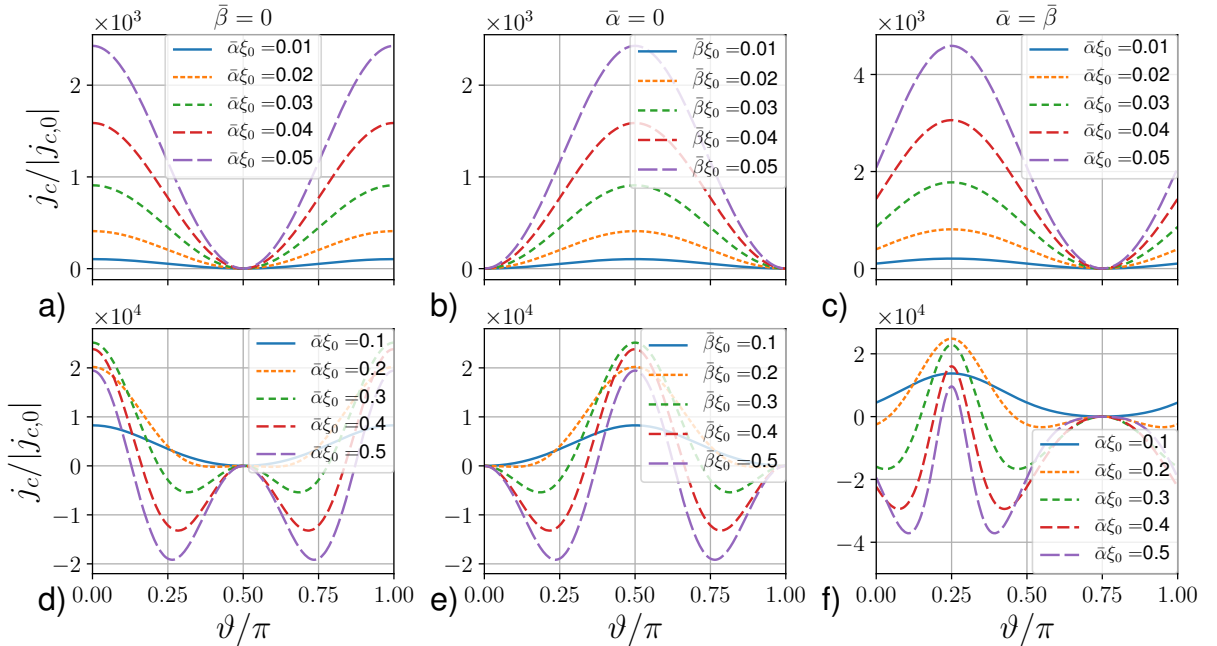 β̄ = 0
ᾱ = 0
ᾱ = β̄
×10³
×10³
×10³
j_c/|j_{c,0}|
2
1
0
ᾱξ₀ =0.01
ᾱξ₀ =0.02
ᾱξ₀ =0.03
ᾱξ₀ =0.04
ᾱξ₀ =0.05
a)
2
1
0
β̄ξ₀ =0.01
β̄ξ₀ =0.02
β̄ξ₀ =0.03
β̄ξ₀ =0.04
β̄ξ₀ =0.05
b)
4
2
0
ᾱξ₀ =0.01
ᾱξ₀ =0.02
ᾱξ₀ =0.03
ᾱξ₀ =0.04
ᾱξ₀ =0.05
c)
×10⁴
×10⁴
×10⁴
j_c/|j_{c,0}|
2
1
0
−1
−2
ᾱξ₀ =0.1
ᾱξ₀ =0.2
ᾱξ₀ =0.3
ᾱξ₀ =0.4
ᾱξ₀ =0.5
d)
0.00 0.25 0.50 0.75 1.00
ϑ/π
2
1
0
−1
−2
β̄ξ₀ =0.1
β̄ξ₀ =0.2
β̄ξ₀ =0.3
β̄ξ₀ =0.4
β̄ξ₀ =0.5
e)
0.00 0.25 0.50 0.75 1.00
ϑ/π
2
0
−2
−4
ᾱξ₀ =0.1
ᾱξ₀ =0.2
ᾱξ₀ =0.3
ᾱξ₀ =0.4
ᾱξ₀ =0.5
f)
0.00 0.25 0.50 0.75 1.00
ϑ/π